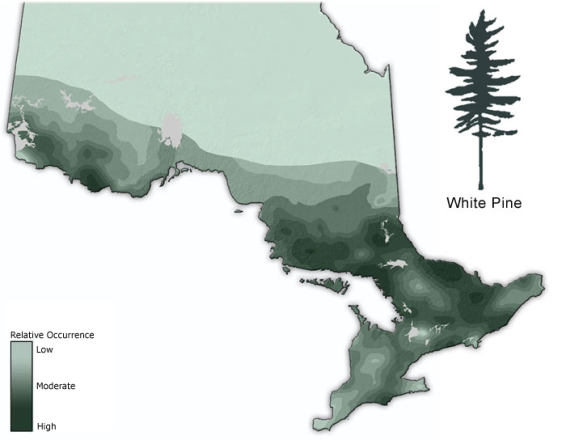 White Pine
Relative Occurrence
Low
Moderate
High